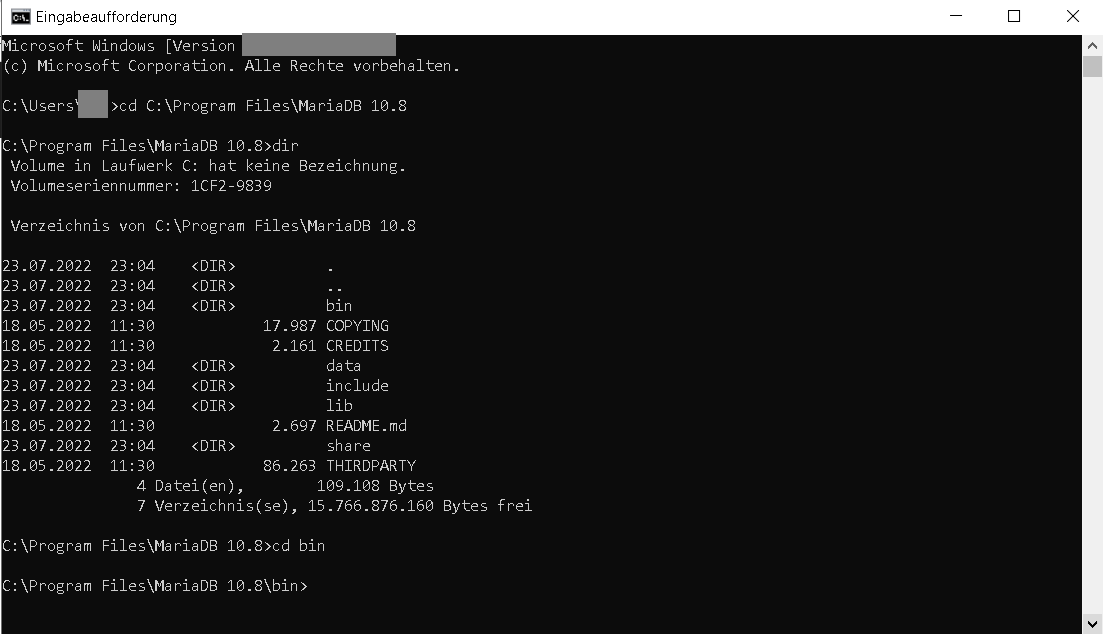 Eingabeaufforderung
Microsoft Windows [Version
(c) Microsoft Corporation. Alle Rechte vorbehalten.
C:\Users\ >cd C:\Program Files\MariaDB 10.8
C:\Program Files\MariaDB 10.8>dir
Volume in Laufwerk C: hat keine Bezeichnung.
Volumeseriennummer: 1CF2-9839
Verzeichnis von C:\Program Files\MariaDB 10.8
23.07.2022  23:04    <DIR>          .
23.07.2022  23:04    <DIR>          ..
23.07.2022  23:04    <DIR>          bin
18.05.2022  11:30            17.987 COPYING
18.05.2022  11:30             2.161 CREDITS
23.07.2022  23:04    <DIR>          data
23.07.2022  23:04    <DIR>          include
23.07.2022  23:04    <DIR>          lib
18.05.2022  11:30             2.697 README.md
23.07.2022  23:04    <DIR>          share
18.05.2022  11:30            86.263 THIRDPARTY
4 Datei(en),        109.108 Bytes
7 Verzeichnis(se), 15.766.876.160 Bytes frei
C:\Program Files\MariaDB 10.8>cd bin
C:\Program Files\MariaDB 10.8\bin>